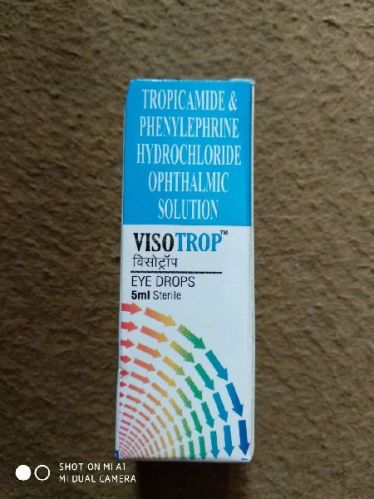 TROPICAMIDE &
PHENYLEPHRINE
HYDROCHLORIDE
OPHTHALMIC
SOLUTION
VISOTROP™
विसोट्रॉप
EYE DROPS
5ml Sterile
SHOT ON MI A1
MI DUAL CAMERA